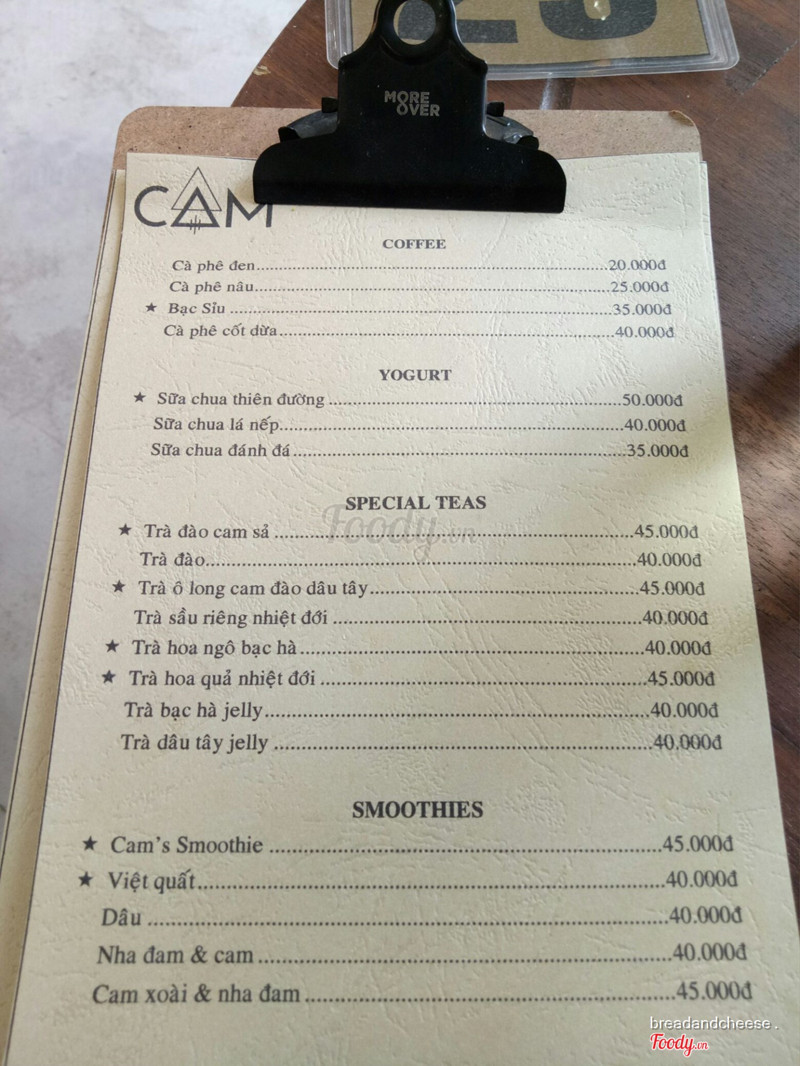 MORE
OVER
CAM
COFFEE
Cà phê đen 20.000đ
Cà phê nâu 25.000đ
★ Bạc Sỉu 35.000đ
Cà phê cốt dừa 40.000đ
YOGURT
★ Sữa chua thiên đường 50.000đ
Sữa chua lá nếp 40.000đ
Sữa chua đánh đá 35.000đ
SPECIAL TEAS
★ Trà đào cam sả 45.000đ
Foody.vn
Trà đào 40.000đ
★ Trà ô long cam đào dâu tây 45.000đ
Trà sầu riêng nhiệt đới 40.000đ
★ Trà hoa ngô bạc hà 40.000đ
★ Trà hoa quả nhiệt đới 45.000đ
Trà bạc hà jelly 40.000đ
Trà dâu tây jelly 40.000đ
SMOOTHIES
★ Cam's Smoothie 45.000đ
★ Việt quất 40.000đ
Dâu 40.000đ
Nha đam & cam 40.000đ
Cam xoài & nha đam 45.000đ
breadandcheese .
Foody.vn